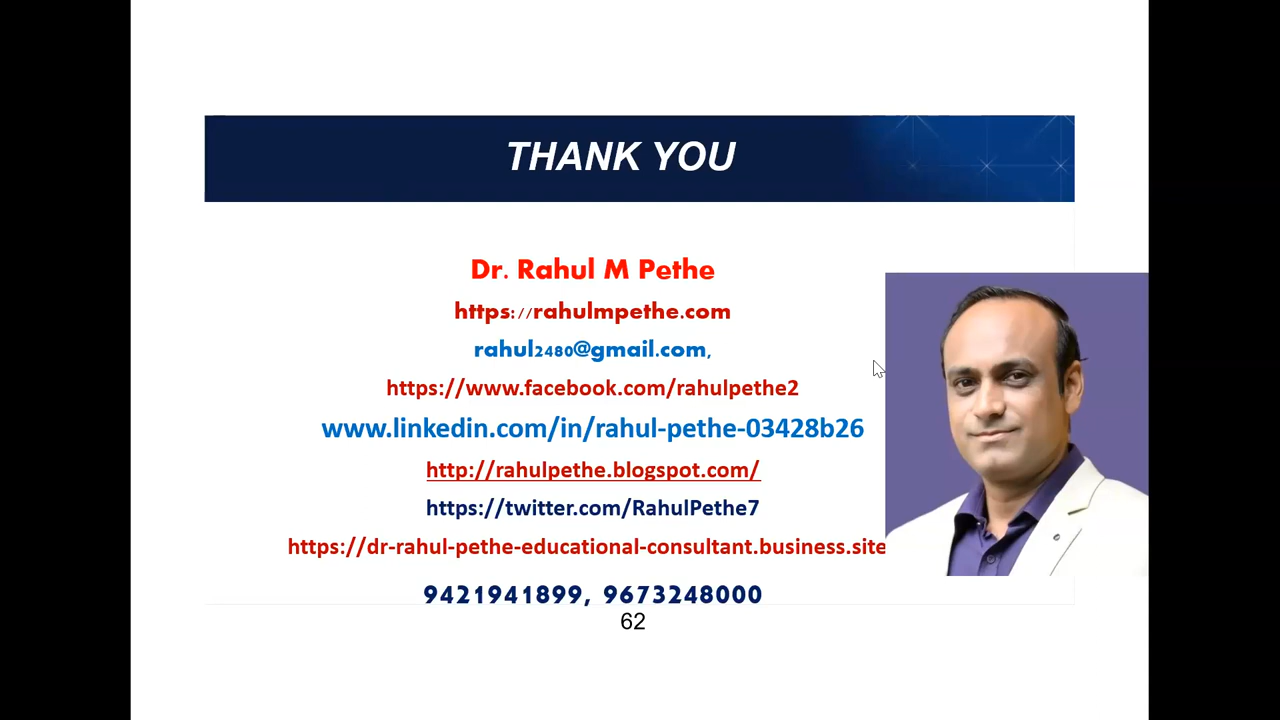 THANK YOU
Dr. Rahul M Pethe
https://rahulmpethe.com
rahul2480@gmail.com,
https://www.facebook.com/rahulpethe2
www.linkedin.com/in/rahul-pethe-03428b26
http://rahulpethe.blogspot.com/
https://twitter.com/RahulPethe7
https://dr-rahul-pethe-educational-consultant.business.site
9421941899, 9673248000
62